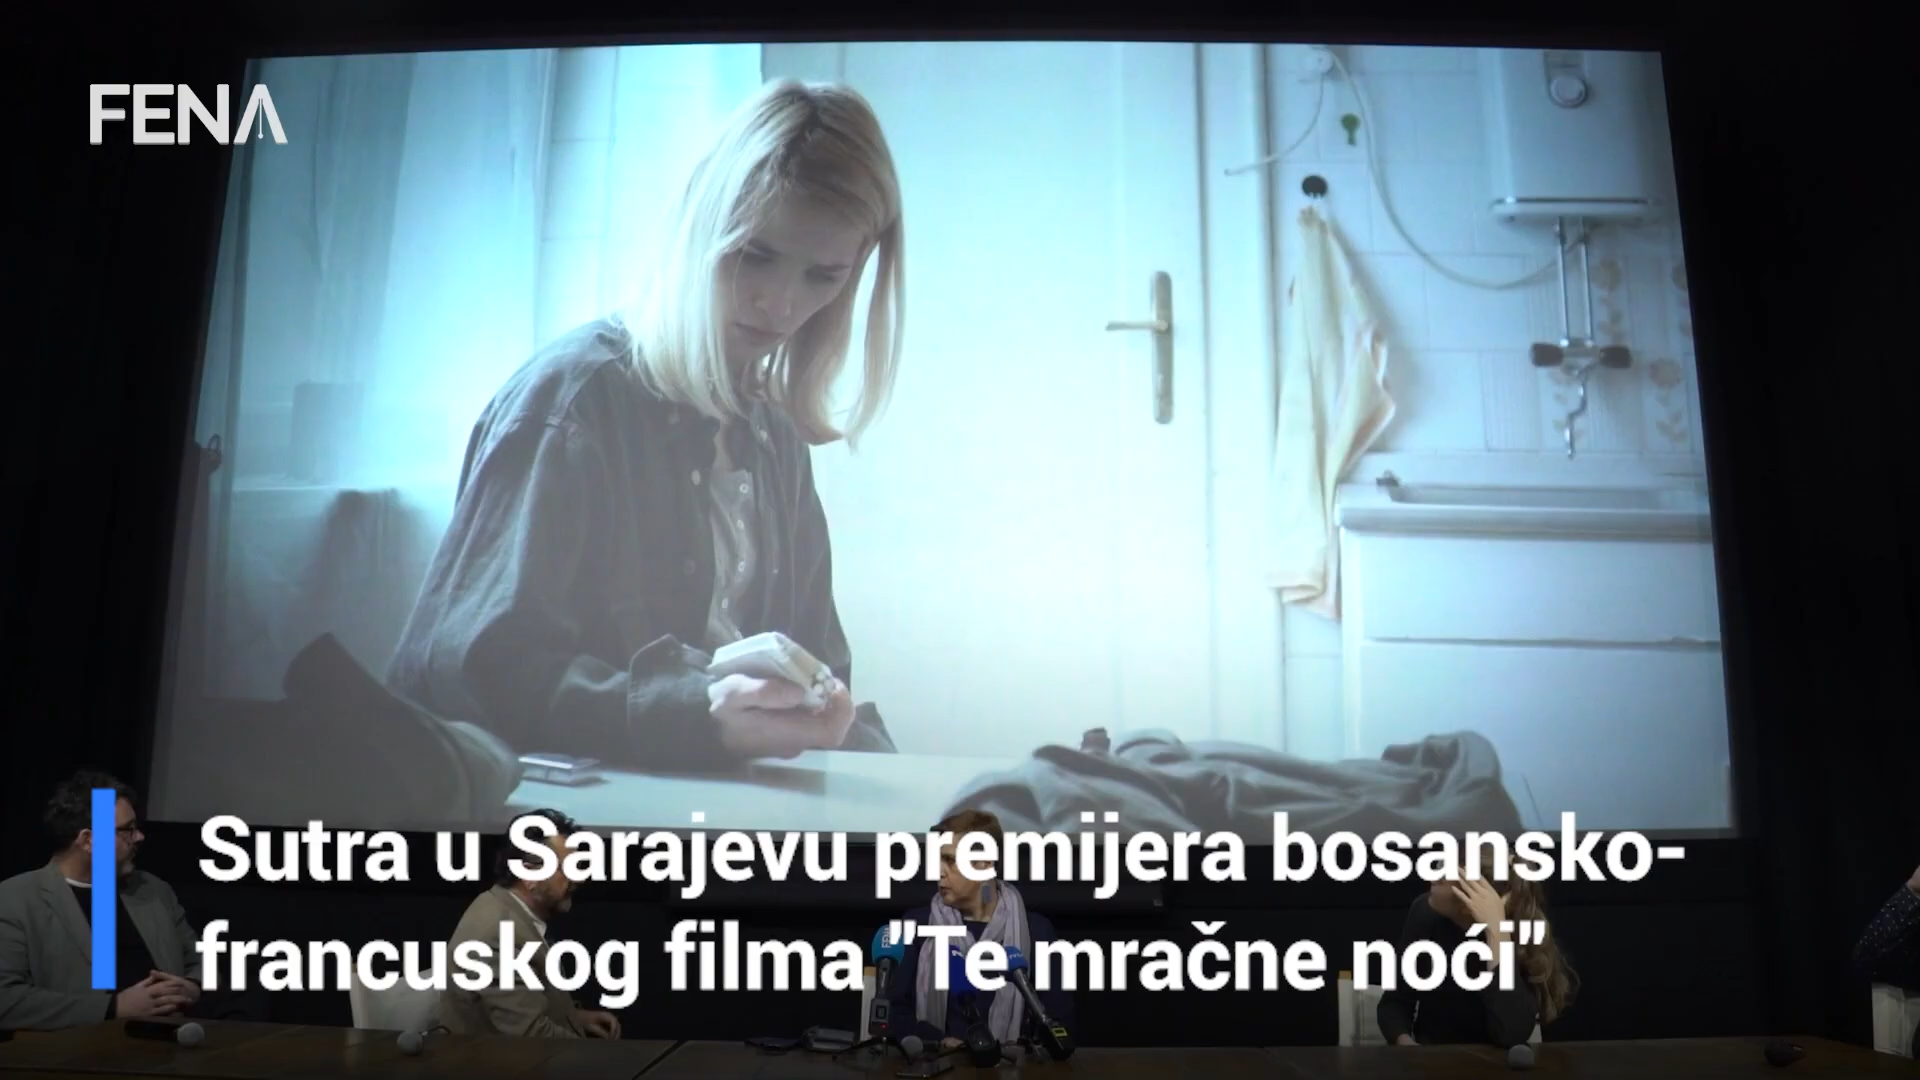 FENA
Sutra u Sarajevu premijera bosansko-
francuskog filma "Te mračne noći"